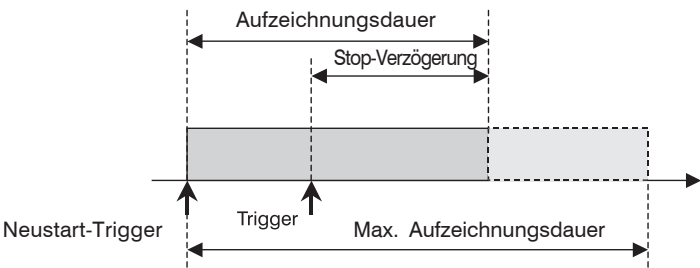 Aufzeichnungsdauer
Stop-Verzögerung
Neustart-Trigger
Trigger
Max. Aufzeichnungsdauer